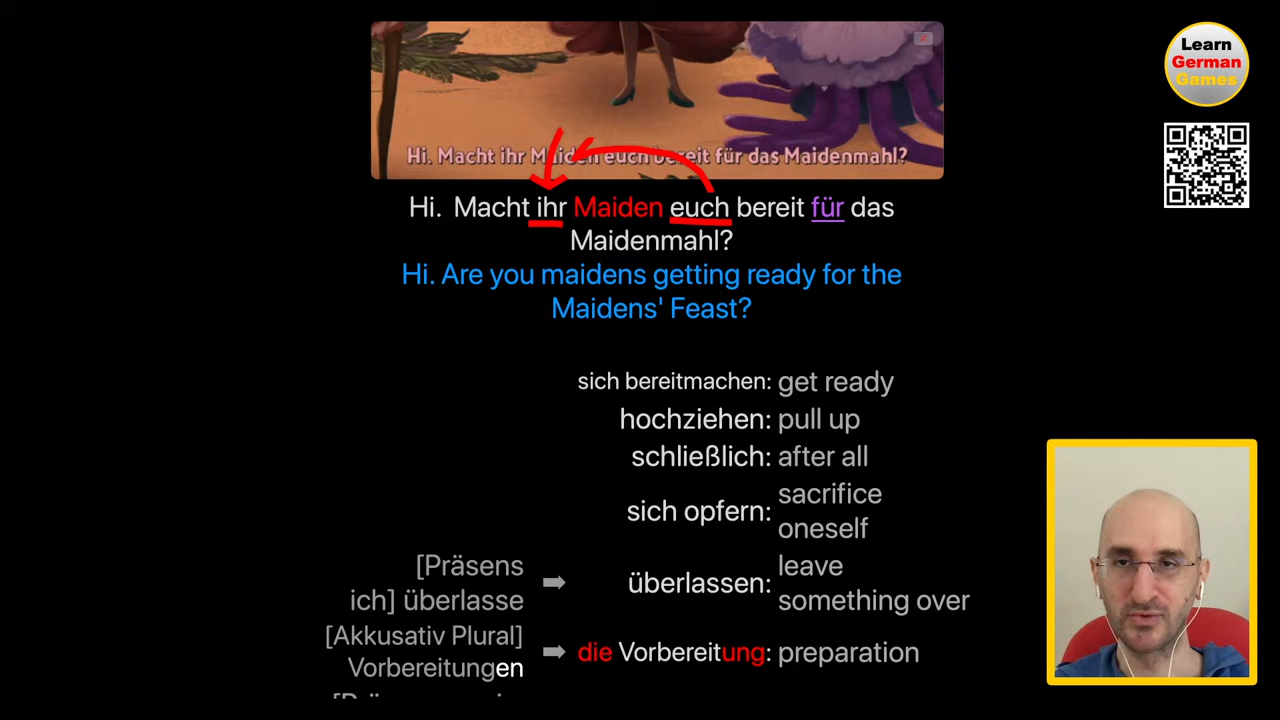 Learn
German
Games
Hi. Macht ihr Maiden euch bereit für das Maidenmahl?
Hi. Macht ihr Maiden euch bereit für das
Maidenmahl?
Hi. Are you maidens getting ready for the
Maidens' Feast?
sich bereitmachen: get ready
hochziehen: pull up
schließlich: after all
sich opfern: sacrifice
oneself
[Präsens
ich] überlasse ➡ überlassen: leave
something over
[Akkusativ Plural]
Vorbereitungen ➡ die Vorbereitung: preparation